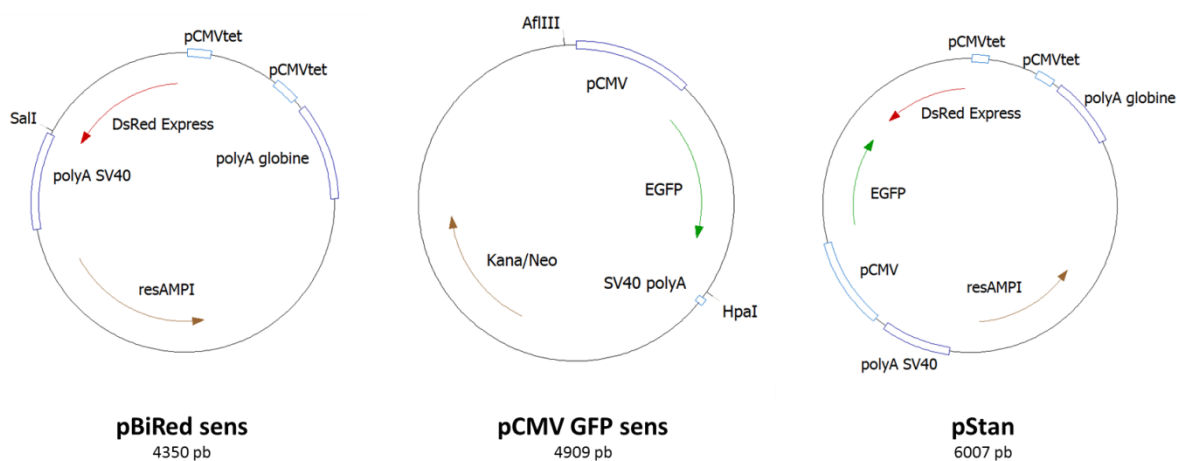 pCMVtet
pCMVtet
SalI
DsRed Express
polyA globine
polyA SV40
resAMPI
pBiRed sens
4350 pb
AflIII
pCMV
EGFP
Kana/Neo
SV40 polyA
HpaI
pCMV GFP sens
4909 pb
pCMVtet
pCMVtet
polyA globine
DsRed Express
EGFP
pCMV
resAMPI
polyA SV40
pStan
6007 pb